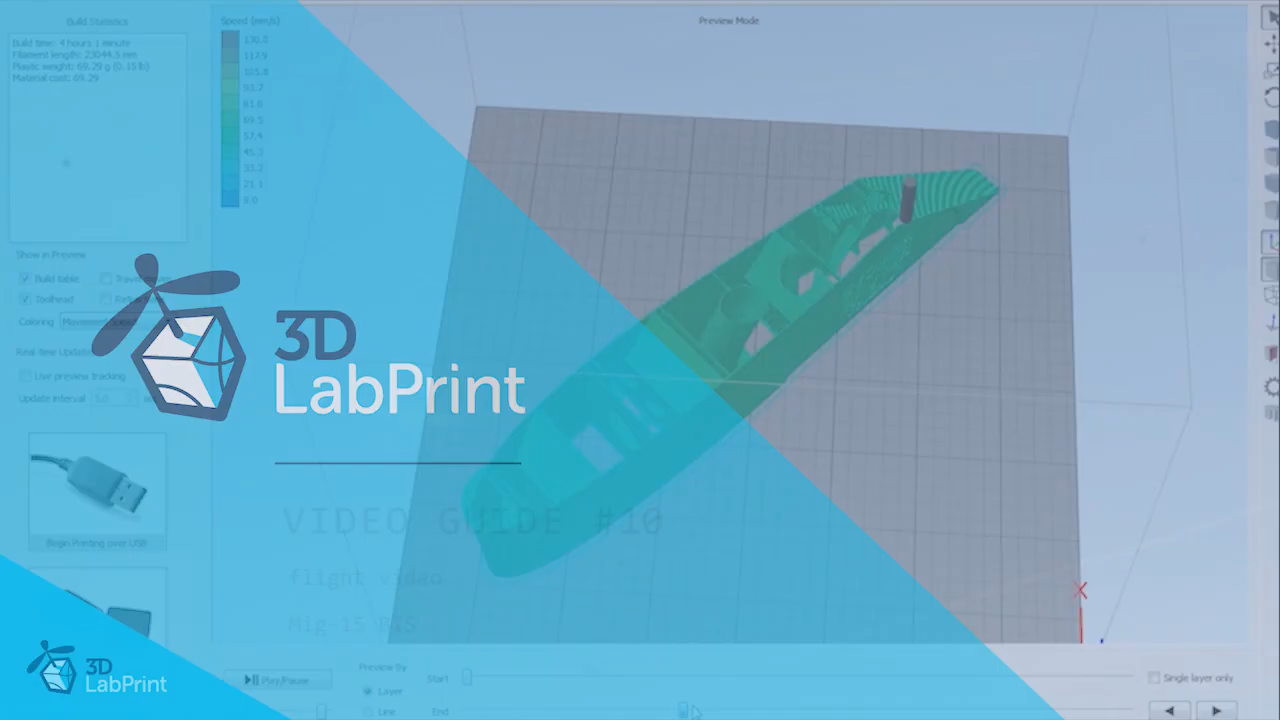 Build Statistics
Build time: 4 hours 1 minute
Filament length: 23044.5 mm
Plastic weight: 69.29 g (0.15 lb)
Material cost: 69.29
Speed (mm/s)
130.0
117.9
105.8
93.7
81.6
69.5
57.4
45.3
33.2
21.1
9.0
Preview Mode
Show in Preview
Build table
Toolhead
Coloring
Real-time Update
Live preview tracking
Update interval 5.0
Begin Printing over USB
3D
LabPrint
VIDEO GUIDE #10
flight video
Mig-15
3D
LabPrint
Play/Pause
Preview By
Layer
Line
Start
End
Single layer only
X